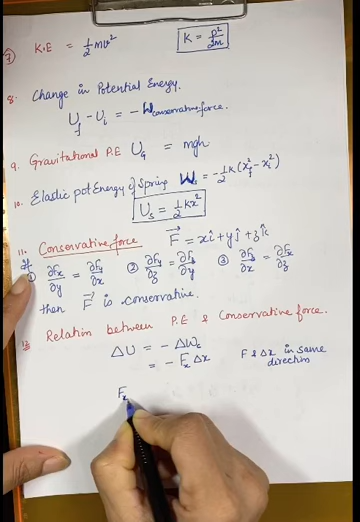 7 K.E = ½mv² K = p²/2m
8. Change in Potential Energy.
U_f - U_i = - W_conservative force.
9. Gravitational P.E U_G = mgh
10. Elastic pot Energy of Spring W_s = -½k(x_f² - x_i²)
U_s = ½kx²
11. Conservative force F⃗ = xî + yĵ + zk̂
If
① ∂F_x/∂y = ∂F_y/∂x ② ∂F_y/∂z = ∂F_z/∂y ③ ∂F_z/∂x = ∂F_x/∂z
then F⃗ is conservative.
12 Relation between P.E & Conservative force.
ΔU = - ΔW_c
= - F_x Δx F & Δx in same
direction
F_x